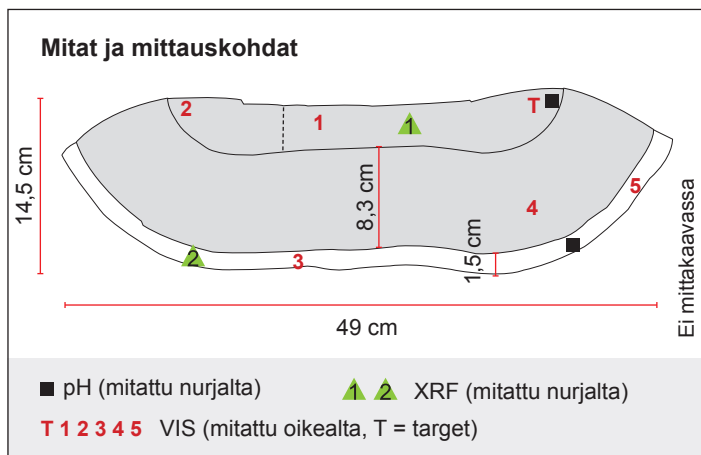 Mitat ja mittauskohdat
2
1
1
T
14,5 cm
8,3 cm
4
5
2
3
1,5 cm
49 cm
Ei mittakaavassa
pH (mitattu nurjalta)
1 2 XRF (mitattu nurjalta)
T 1 2 3 4 5 VIS (mitattu oikealta, T = target)